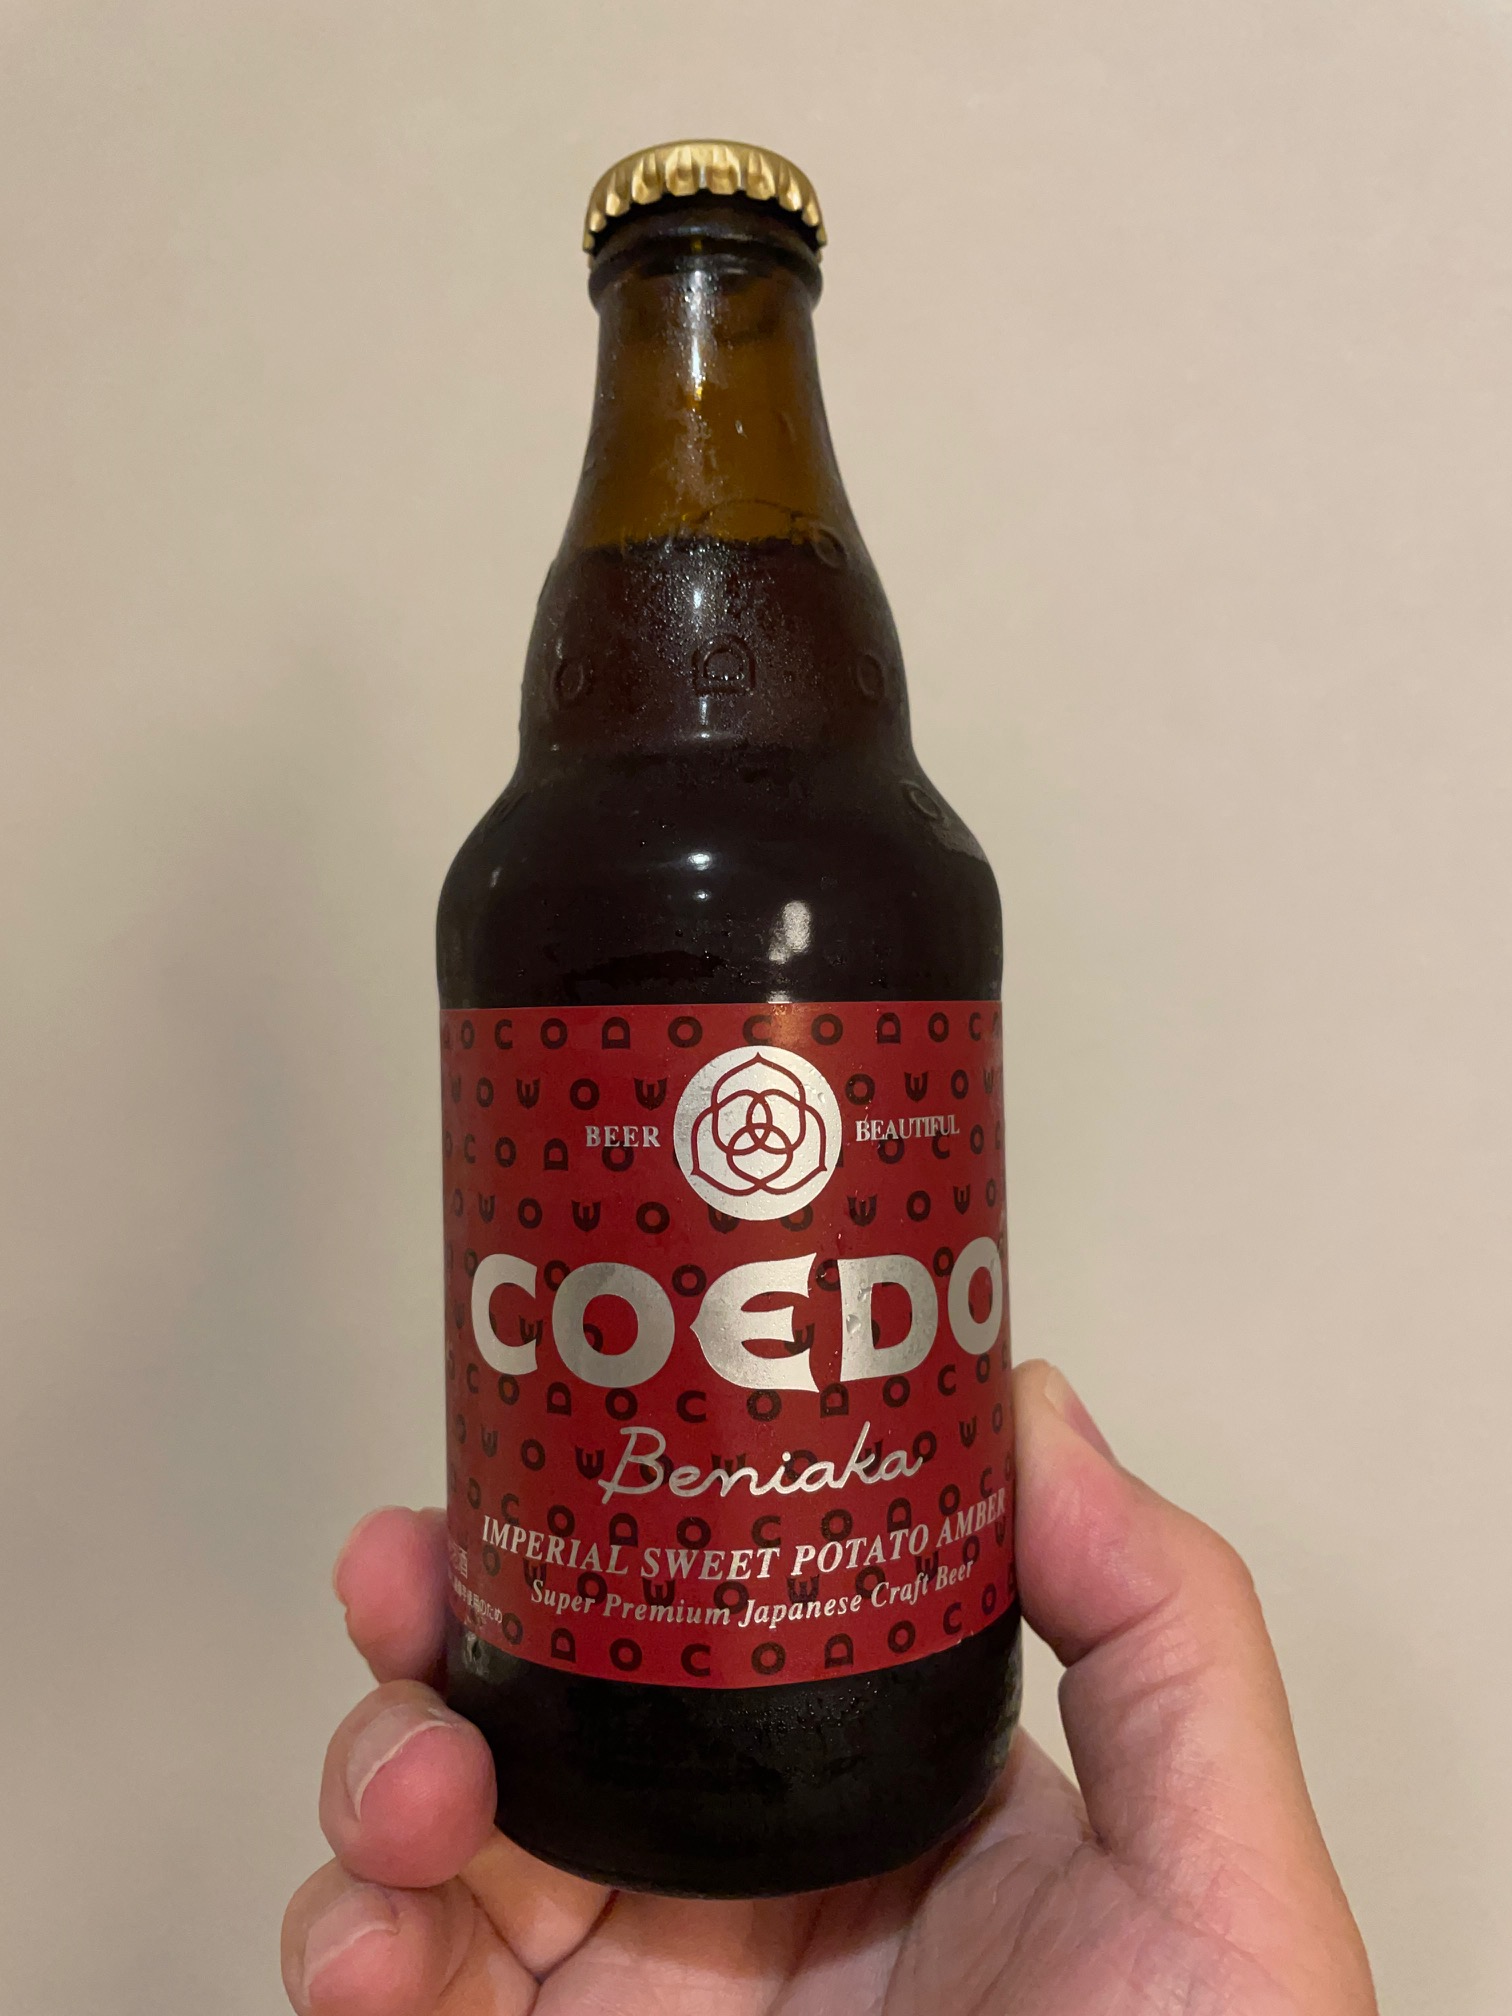 BEER BEAUTIFUL
COEDO
Beniaka
IMPERIAL SWEET POTATO AMBER
Super Premium Japanese Craft Beer